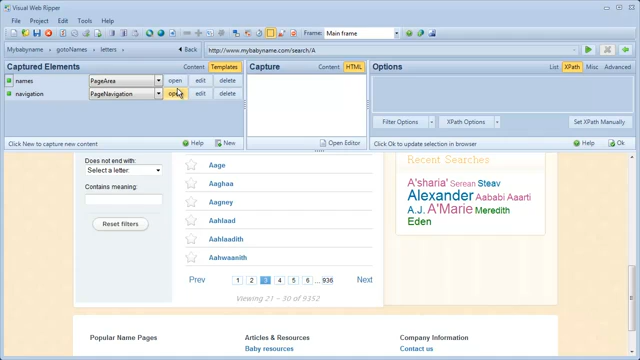 Visual Web Ripper
File Project Edit Tools Help
Frame: Main frame
Mybabyname gotoNames letters Back http://www.mybabyname.com/search/A
Captured Elements Content Templates
names PageArea open edit delete
navigation PageNavigation open edit delete
Click New to capture new content Help New
Capture Content HTML
Open Editor
Options List XPath Misc Advanced
Filter Options XPath Options Set XPath Manually
Click Ok to update selection in browser Help Ok
Does not end with:
Select a letter:
Contains meaning:
Reset filters
Aage
Aaghaa
Aagney
Aahlaad
Aahlaadith
Aahwaanith
Prev 1 2 3 4 5 6 ... 936 Next
Viewing 21 - 30 of 9352
Recent Searches
A'sharia' Serean Steav
Alexander Aababi Aaarti
A.J. A'Marie Meredith
Eden
Popular Name Pages
Articles & Resources
Baby resources
Company Information
Contact us